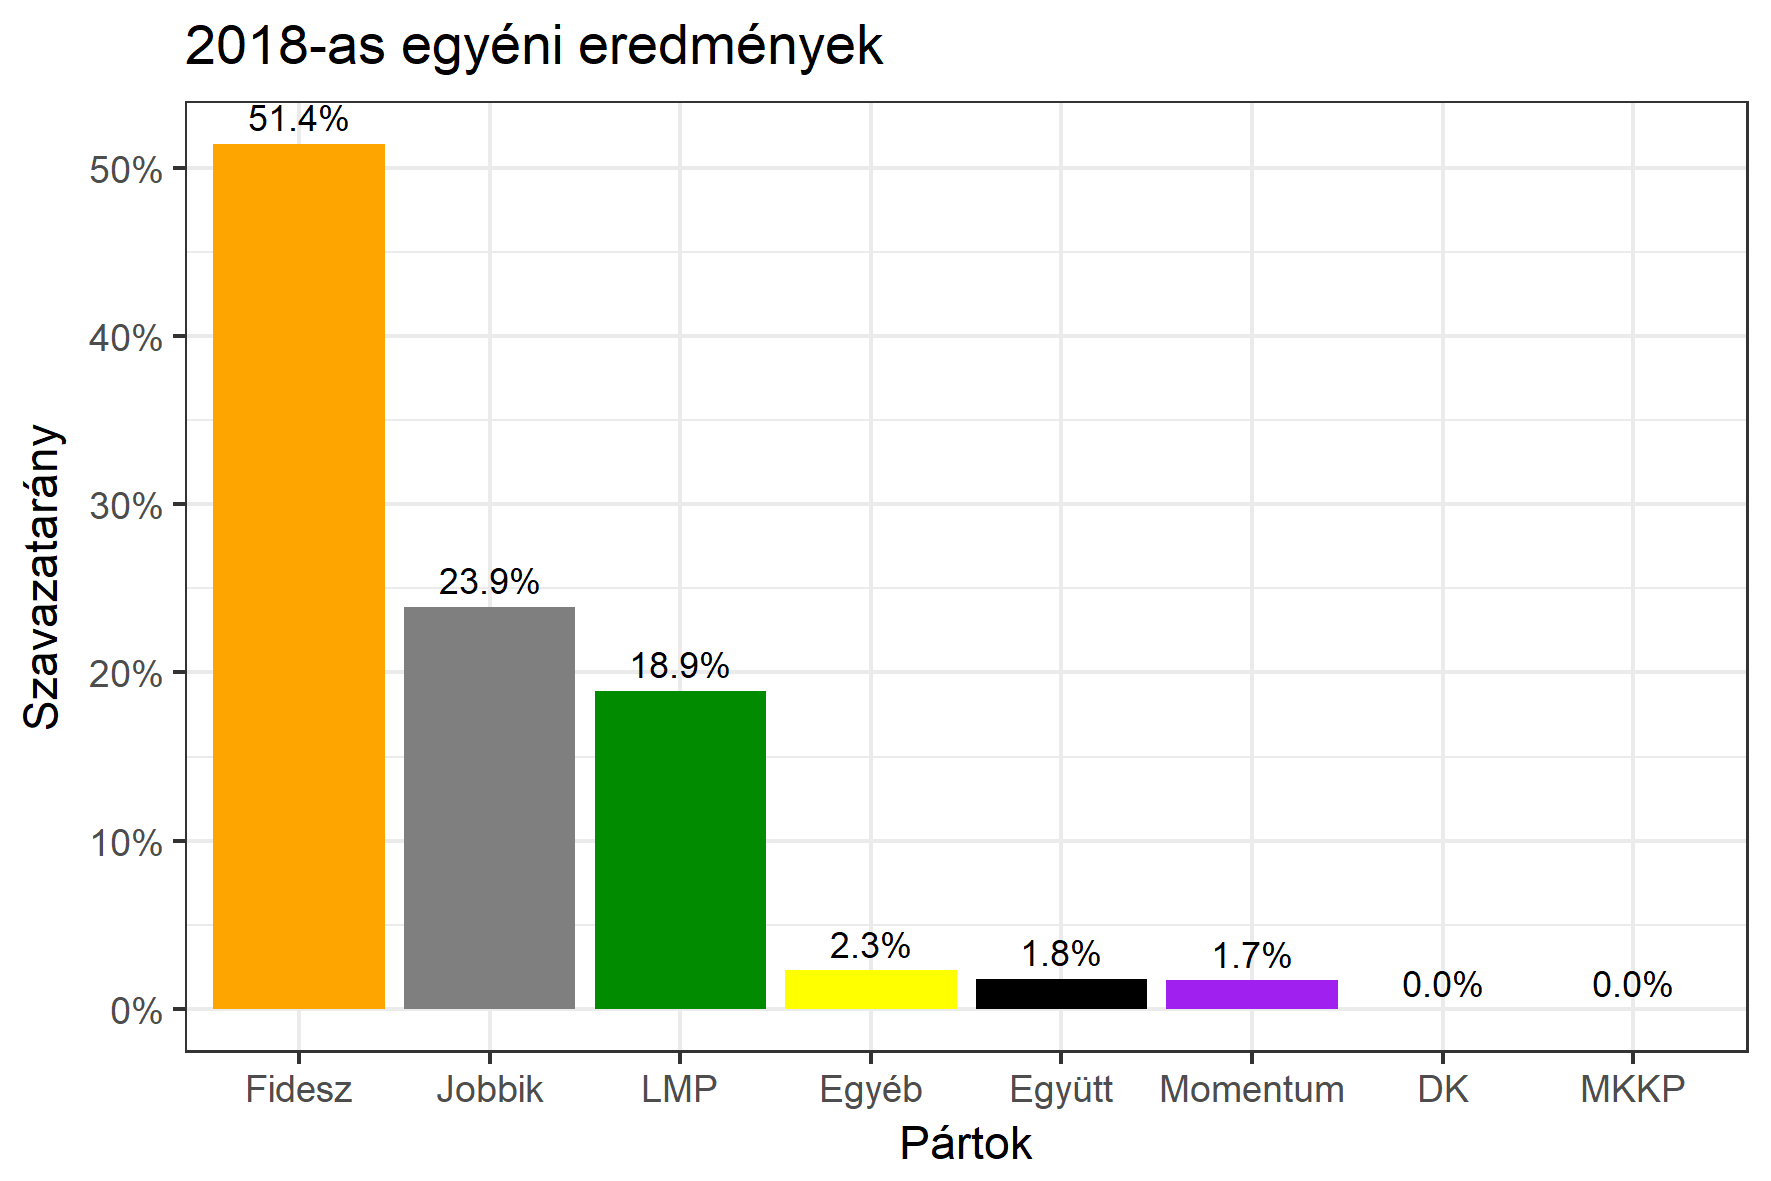 2018-as egyéni eredmények
Szavazatarány
50%
40%
30%
20%
10%
0%
51.4%
23.9%
18.9%
2.3%
1.8%
1.7%
0.0%
0.0%
Fidesz
Jobbik
LMP
Egyéb
Együtt
Momentum
DK
MKKP
Pártok